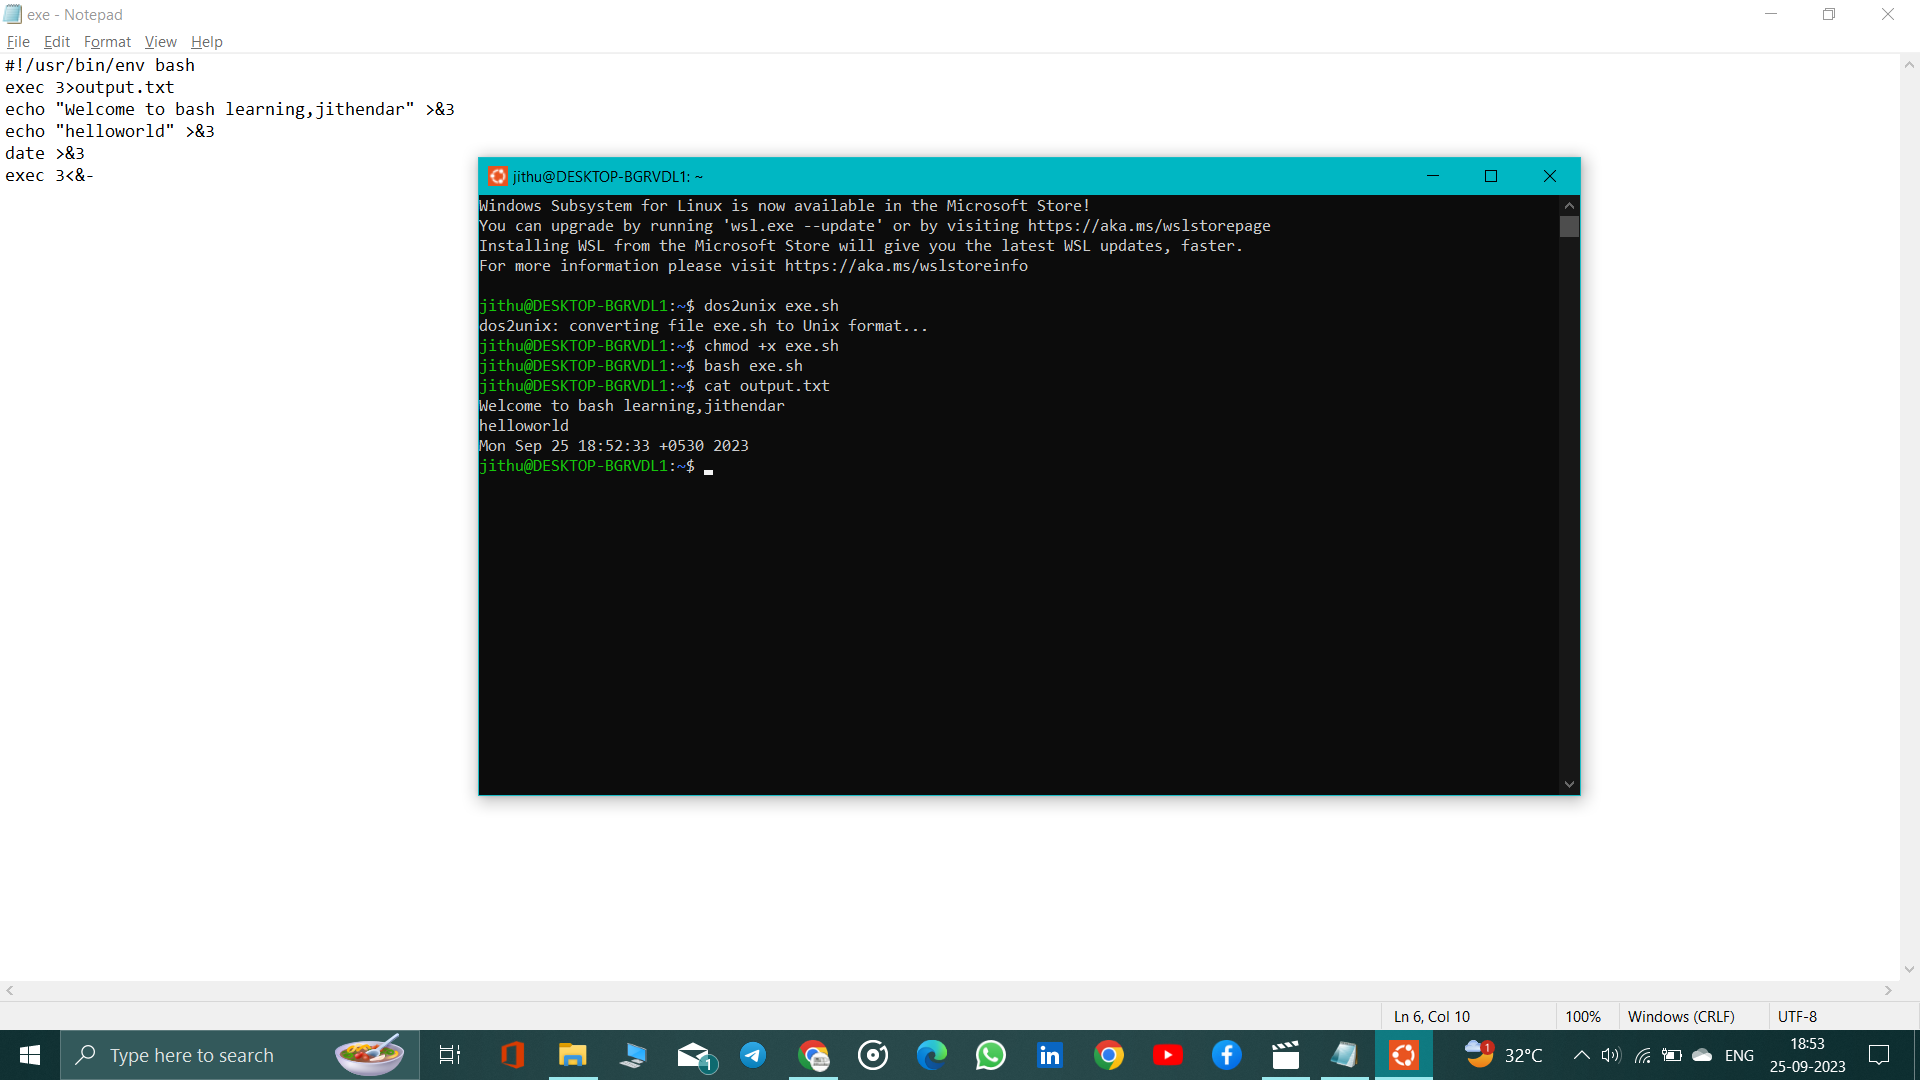 exe - Notepad
File Edit Format View Help
#!/usr/bin/env bash
exec 3>output.txt
echo "Welcome to bash learning,jithendar" >&3
echo "helloworld" >&3
date >&3
exec 3<&-
jithu@DESKTOP-BGRVDL1: ~
Windows Subsystem for Linux is now available in the Microsoft Store!
You can upgrade by running 'wsl.exe --update' or by visiting https://aka.ms/wslstorepage
Installing WSL from the Microsoft Store will give you the latest WSL updates, faster.
For more information please visit https://aka.ms/wslstoreinfo
jithu@DESKTOP-BGRVDL1:~$ dos2unix exe.sh
dos2unix: converting file exe.sh to Unix format...
jithu@DESKTOP-BGRVDL1:~$ chmod +x exe.sh
jithu@DESKTOP-BGRVDL1:~$ bash exe.sh
jithu@DESKTOP-BGRVDL1:~$ cat output.txt
Welcome to bash learning,jithendar
helloworld
Mon Sep 25 18:52:33 +0530 2023
jithu@DESKTOP-BGRVDL1:~$
Ln 6, Col 10 100% Windows (CRLF) UTF-8
Type here to search 1 in 1 32°C ENG 18:53
25-09-2023